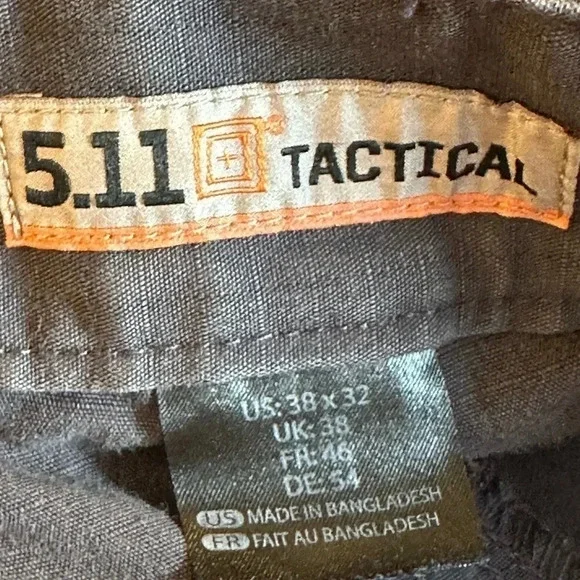 5.11 TACTICAL
US: 38 x 32
UK: 38
FR: 46
DE: 54
US MADE IN BANGLADESH
FR FAIT AU BANGLADESH